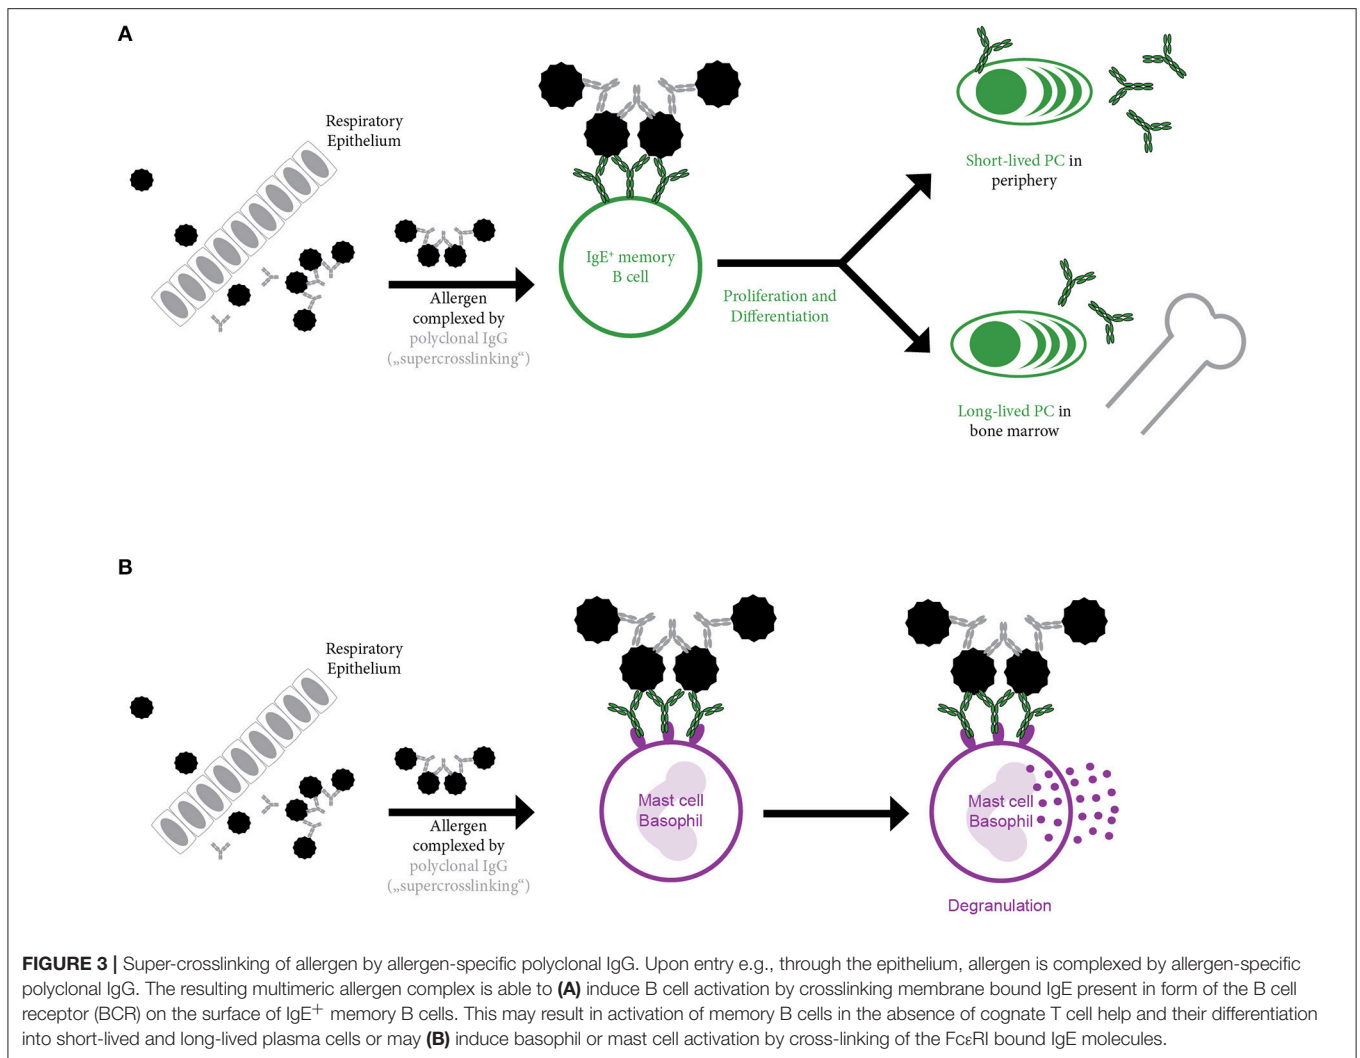 A
Respiratory
Epithelium
Allergen
complexed by
polyclonal IgG
(„supercrosslinking“)
IgE⁺ memory
B cell
Proliferation and
Differentiation
Short-lived PC in
periphery
Long-lived PC in
bone marrow
B
Respiratory
Epithelium
Allergen
complexed by
polyclonal IgG
(„supercrosslinking“)
Mast cell
Basophil
Mast cell
Basophil
Degranulation
FIGURE 3 | Super-crosslinking of allergen by allergen-specific polyclonal IgG. Upon entry e.g., through the epithelium, allergen is complexed by allergen-specific
polyclonal IgG. The resulting multimeric allergen complex is able to (A) induce B cell activation by crosslinking membrane bound IgE present in form of the B cell
receptor (BCR) on the surface of IgE⁺ memory B cells. This may result in activation of memory B cells in the absence of cognate T cell help and their differentiation
into short-lived and long-lived plasma cells or may (B) induce basophil or mast cell activation by cross-linking of the FcεRI bound IgE molecules.